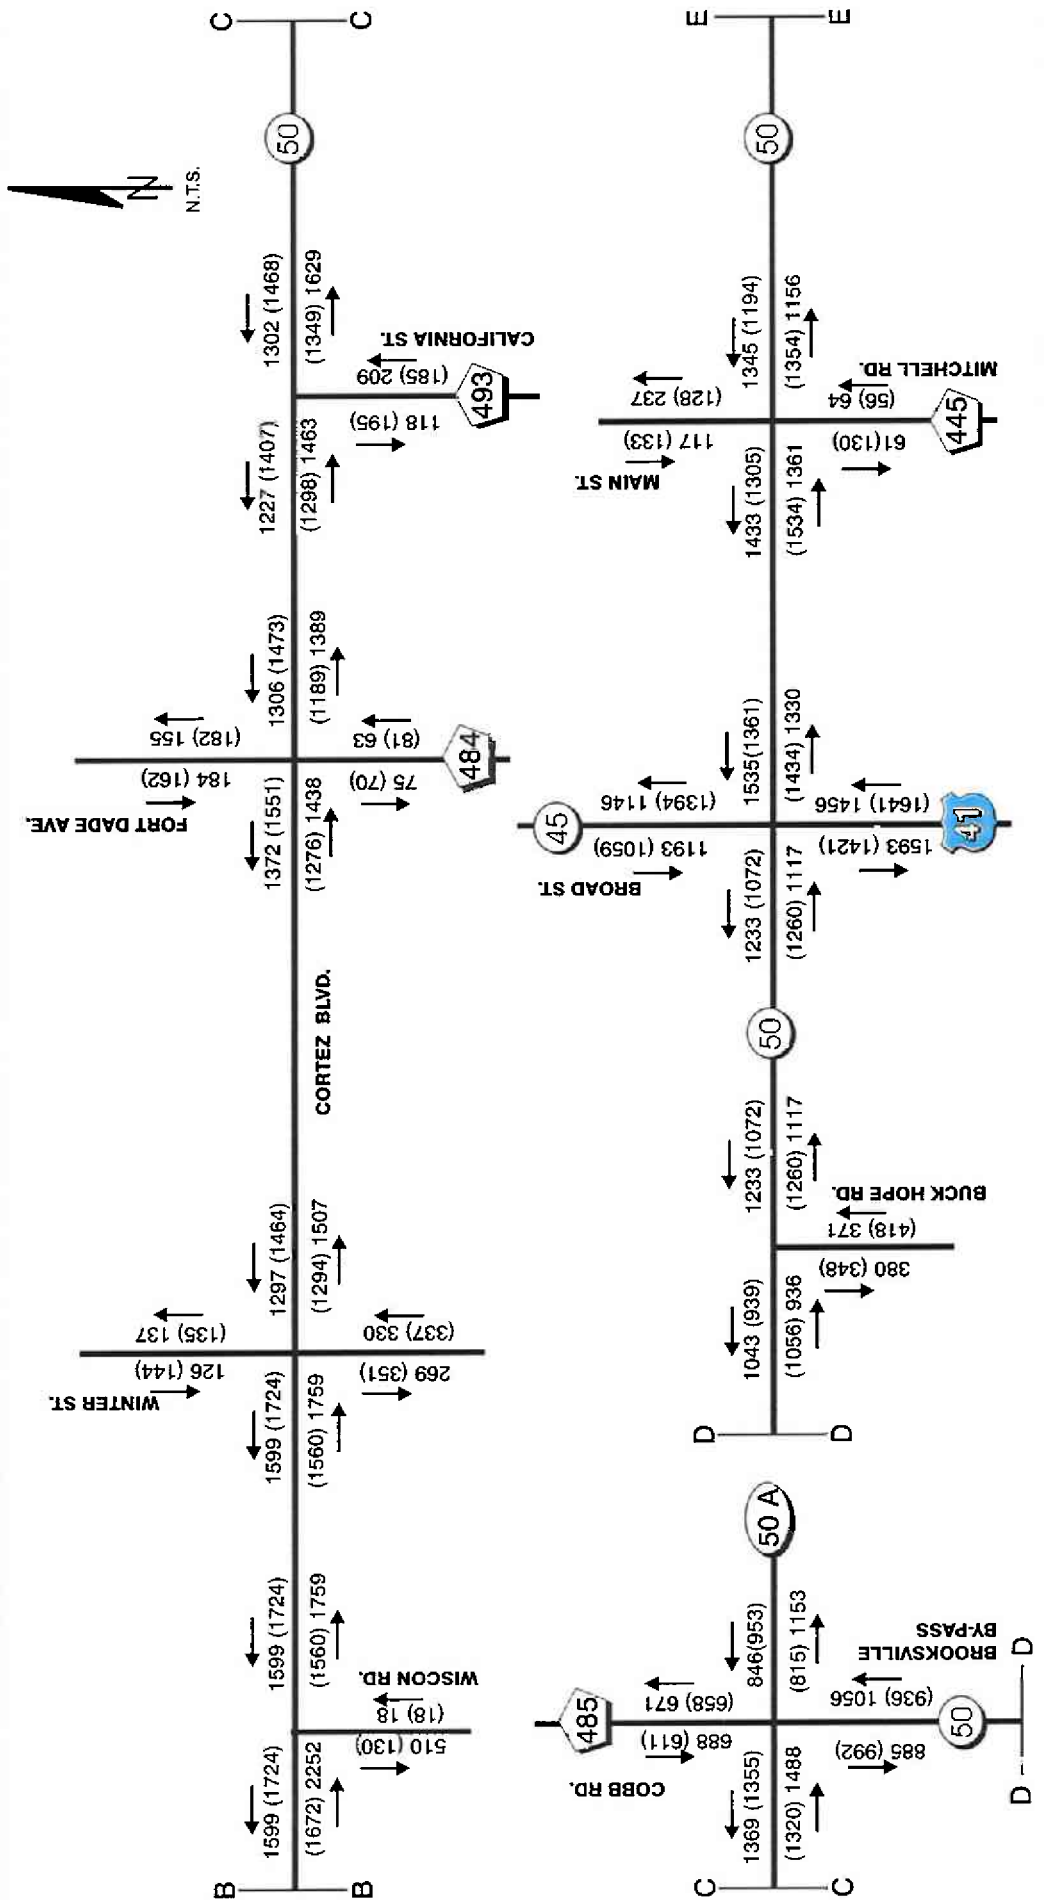 N
N.T.S.
B
B
1599 (1724)
(1672) 2252
510 (130)
(18) 18
WISCON RD.
1599 (1724)
(1560) 1759
1599 (1724)
(1560) 1759
WINTER ST.
126 (144)
(135) 137
269 (351)
(337) 330
1297 (1464)
(1294) 1507
CORTEZ BLVD.
1372 (1551)
(1276) 1438
FORT DADE AVE.
184 (162)
(182) 155
75 (70)
(81) 63
484
1306 (1473)
(1189) 1389
1227 (1407)
(1298) 1463
118 (195)
(185) 209
493
CALIFORNIA ST.
1302 (1468)
(1349) 1629
50
C
C
C
C
1369 (1355)
(1320) 1488
COBB RD.
485
688 (611)
(658) 671
885 (992)
(936) 1056
50
BROOKSVILLE
BY-PASS
D
D
846(953)
(815) 1153
50 A
D
D
1043 (939)
(1056) 936
380 (348)
(418) 371
BUCK HOPE RD.
1233 (1072)
(1260) 1117
50
1233 (1072)
(1260) 1117
BROAD ST.
45
1193 (1059)
(1394) 1146
1593 (1421)
(1641) 1456
41
1535(1361)
(1434) 1330
1433 (1305)
(1534) 1361
MAIN ST.
117 (133)
(128) 237
61(130)
(56) 64
445
MITCHELL RD.
1345 (1194)
(1354) 1156
50
E
E